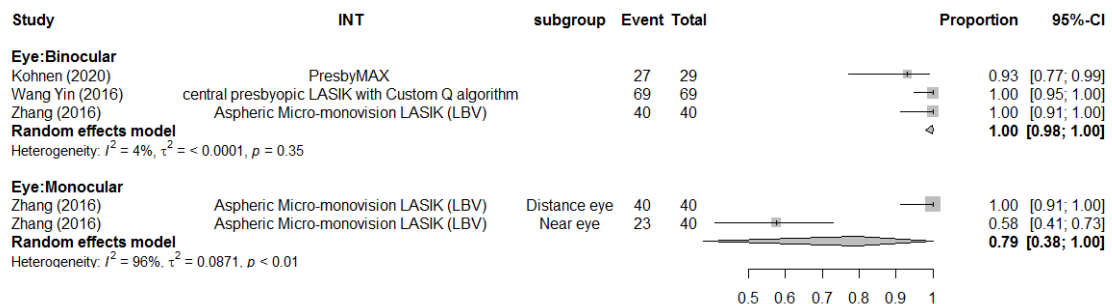 Study INT subgroup Event Total Proportion 95%-CI
Eye:Binocular
Kohnen (2020) PresbyMAX 27 29 0.93 [0.77; 0.99]
Wang Yin (2016) central presbyopic LASIK with Custom Q algorithm 69 69 1.00 [0.95; 1.00]
Zhang (2016) Aspheric Micro-monovision LASIK (LBV) 40 40 1.00 [0.91; 1.00]
Random effects model 1.00 [0.98; 1.00]
Heterogeneity: I² = 4%, τ² = < 0.0001, p = 0.35
Eye:Monocular
Zhang (2016) Aspheric Micro-monovision LASIK (LBV) Distance eye 40 40 1.00 [0.91; 1.00]
Zhang (2016) Aspheric Micro-monovision LASIK (LBV) Near eye 23 40 0.58 [0.41; 0.73]
Random effects model 0.79 [0.38; 1.00]
Heterogeneity: I² = 96%, τ² = 0.0871, p < 0.01
0.5 0.6 0.7 0.8 0.9 1